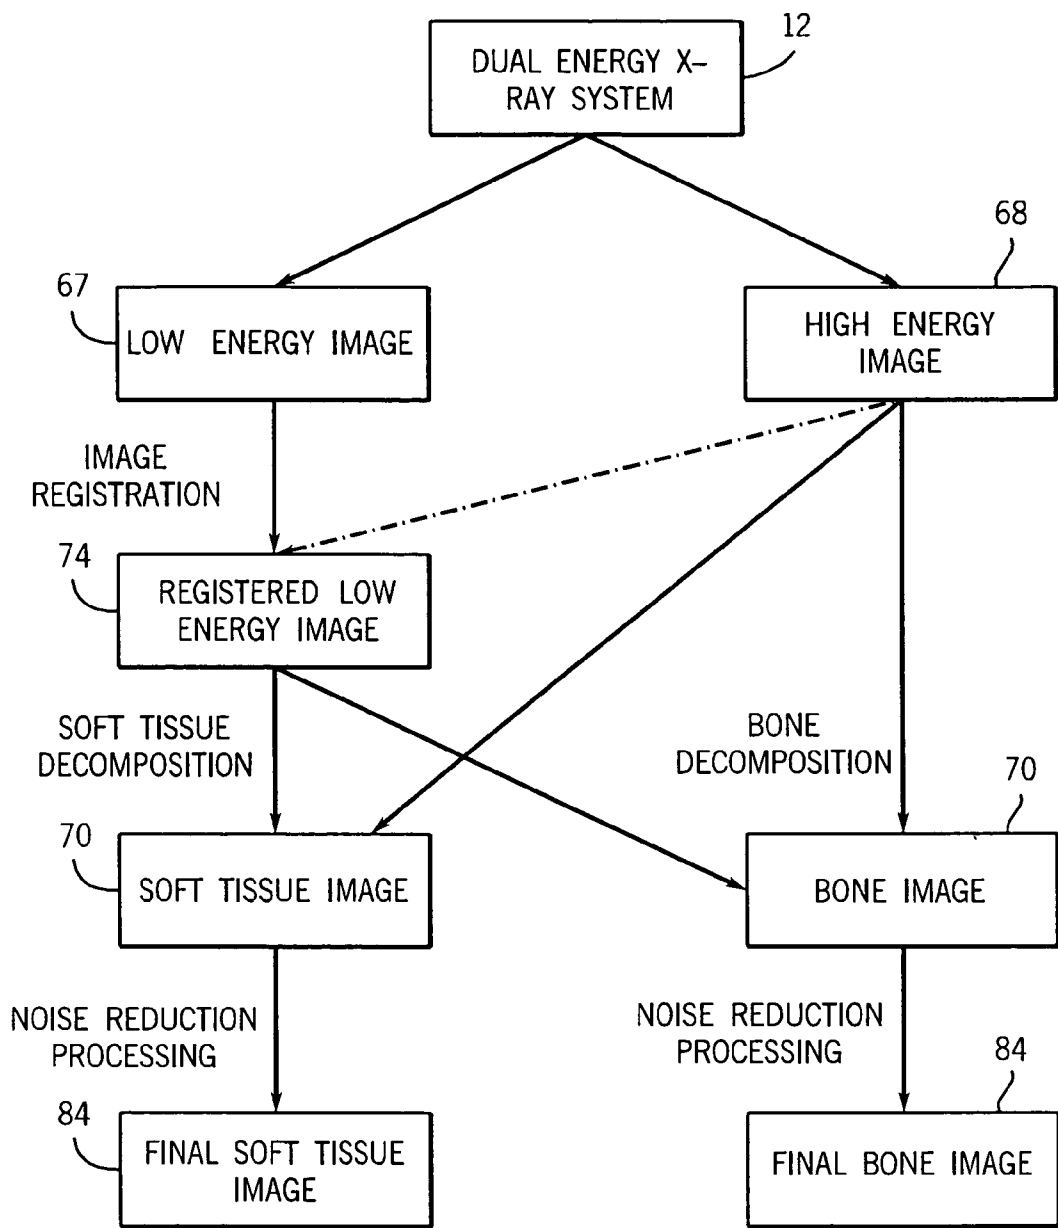 12
DUAL ENERGY X-
RAY SYSTEM
68
67
LOW ENERGY IMAGE
HIGH ENERGY
IMAGE
IMAGE
REGISTRATION
74
REGISTERED LOW
ENERGY IMAGE
SOFT TISSUE
DECOMPOSITION
BONE
DECOMPOSITION
70
70
SOFT TISSUE IMAGE
BONE IMAGE
NOISE REDUCTION
PROCESSING
NOISE REDUCTION
PROCESSING
84
84
FINAL SOFT TISSUE
IMAGE
FINAL BONE IMAGE